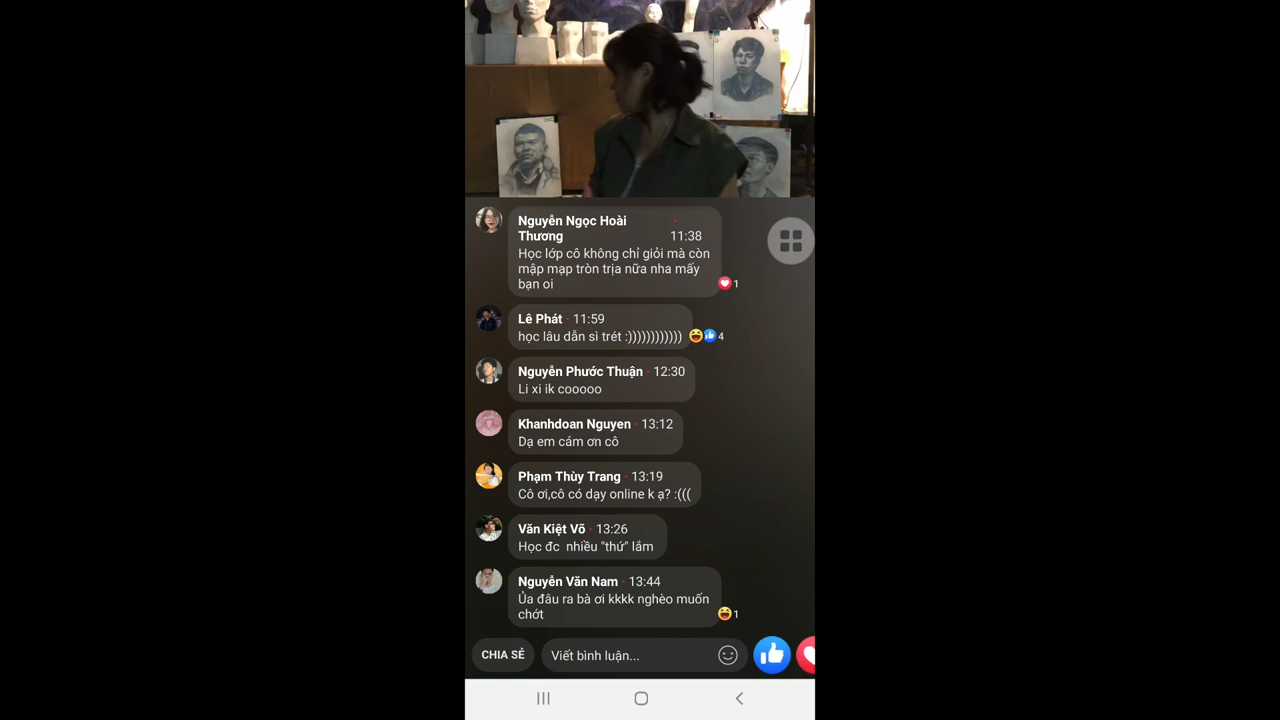 Nguyễn Ngọc Hoài
Thương · 11:38
Học lớp cô không chỉ giỏi mà còn
mập mạp tròn trịa nữa nha mấy
bạn oi
1
Lê Phát · 11:59
học lâu dẫn sì trét :))))))))))))
4
Nguyễn Phước Thuận · 12:30
Li xi ik cooooo
Khanhdoan Nguyen · 13:12
Dạ em cám ơn cô
Phạm Thùy Trang · 13:19
Cô ơi,cô có dạy online k ạ? :(((
Văn Kiệt Võ · 13:26
Học đc nhiều "thứ" lắm
Nguyễn Văn Nam · 13:44
Ủa đâu ra bà ơi kkkk nghèo muốn
chớt
1
CHIA SẺ
Viết bình luận...